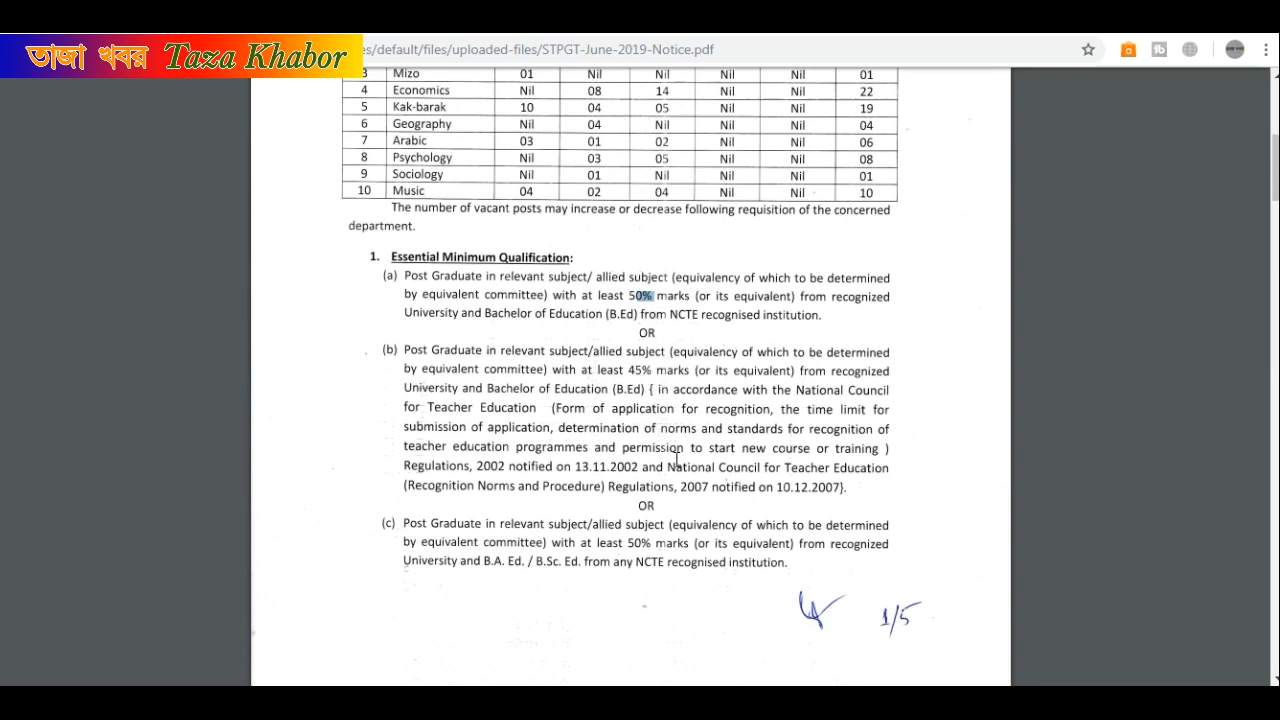 তাজা খবর Taza Khabor
es/default/files/uploaded-files/STPGT-June-2019-Notice.pdf
3 Mizo 01 Nil Nil Nil Nil 01
4 Economics Nil 08 14 Nil Nil 22
5 Kak-barak 10 04 05 Nil Nil 19
6 Geography Nil 04 Nil Nil Nil 04
7 Arabic 03 01 02 Nil Nil 06
8 Psychology Nil 03 05 Nil Nil 08
9 Sociology Nil 01 Nil Nil Nil 01
10 Music 04 02 04 Nil Nil 10
The number of vacant posts may increase or decrease following requisition of the concerned
department.
1. Essential Minimum Qualification:
(a) Post Graduate in relevant subject/ allied subject (equivalency of which to be determined
by equivalent committee) with at least 50% marks (or its equivalent) from recognized
University and Bachelor of Education (B.Ed) from NCTE recognised institution.
OR
(b) Post Graduate in relevant subject/allied subject (equivalency of which to be determined
by equivalent committee) with at least 45% marks (or its equivalent) from recognized
University and Bachelor of Education (B.Ed) { in accordance with the National Council
for Teacher Education (Form of application for recognition, the time limit for
submission of application, determination of norms and standards for recognition of
teacher education programmes and permission to start new course or training )
Regulations, 2002 notified on 13.11.2002 and National Council for Teacher Education
(Recognition Norms and Procedure) Regulations, 2007 notified on 10.12.2007}.
OR
(c) Post Graduate in relevant subject/allied subject (equivalency of which to be determined
by equivalent committee) with at least 50% marks (or its equivalent) from recognized
University and B.A. Ed. / B.Sc. Ed. from any NCTE recognised institution.
1/5